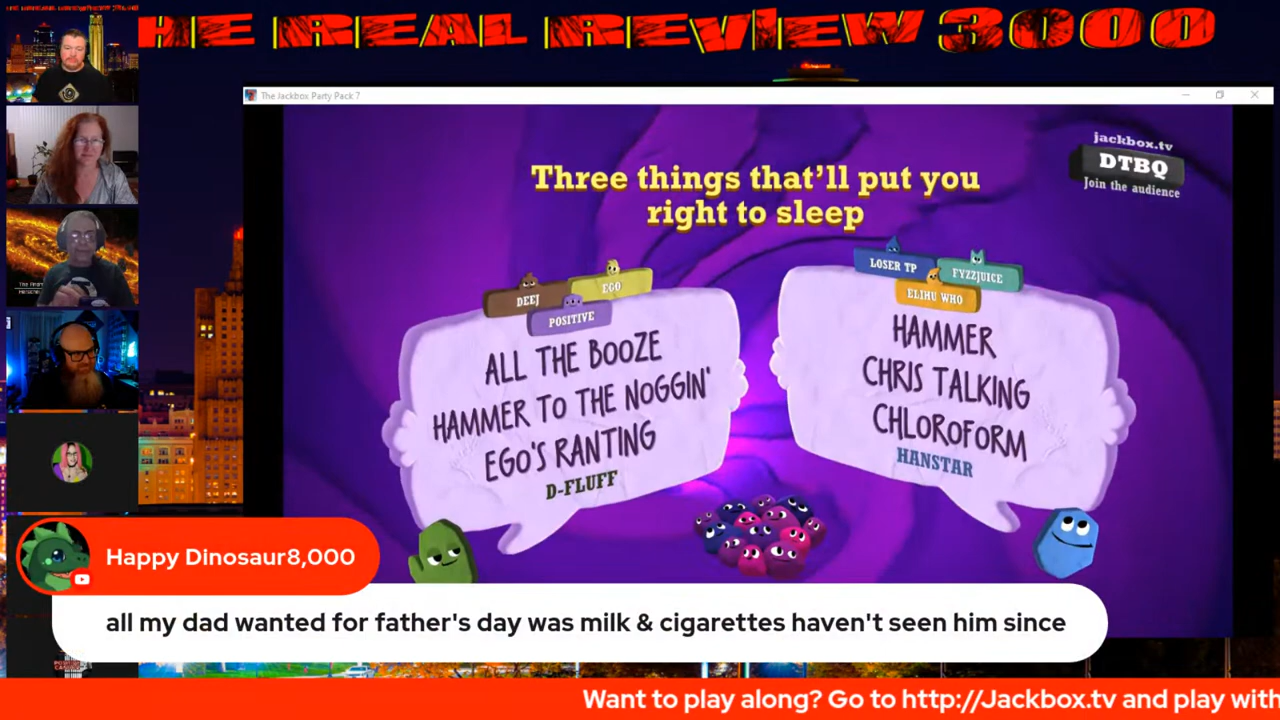 HE REAL REVIEW 3000
The Jackbox Party Pack 7
jackbox.tv
DTBQ
Join the audience
Three things that'll put you
right to sleep
DEEJ
EGO
POSITIVE
ALL THE BOOZE
HAMMER TO THE NOGGIN'
EGO'S RANTING
D-FLUFF
LOSER TP
FYZZJUICE
ELIHU WHO
HAMMER
CHRIS TALKING
CHLOROFORM
HANSTAR
Happy Dinosaur8,000
all my dad wanted for father's day was milk & cigarettes haven't seen him since
Want to play along? Go to http://Jackbox.tv and play with